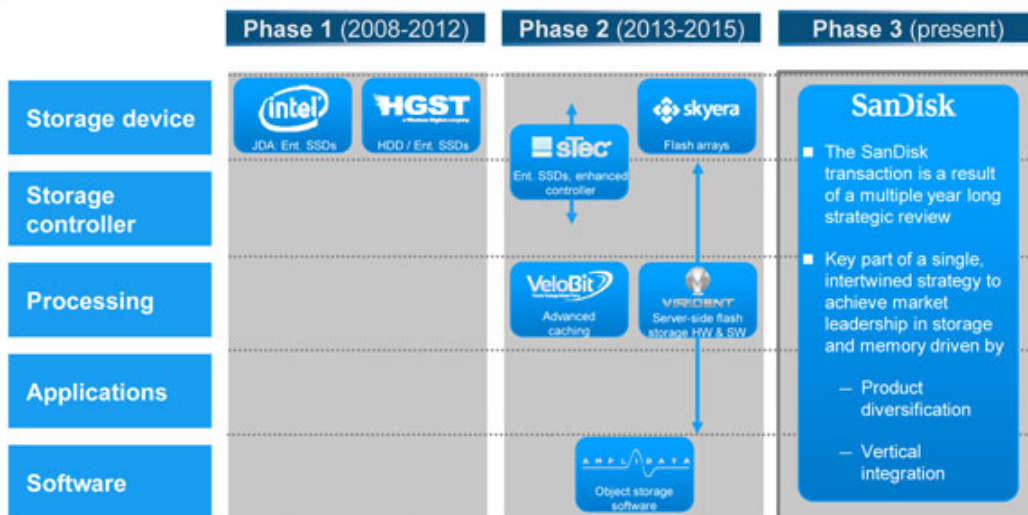 Phase 1 (2008-2012)
Phase 2 (2013-2015)
Phase 3 (present)
Storage device
intel
JDA: Ent. SSDs
HGST
a Western Digital company
HDD / Ent. SSDs
sTec
Ent. SSDs, enhanced
controller
skyera
Flash arrays
Storage
controller
Processing
VeloBit
Advanced
caching
VIRIDENT
Server-side flash
storage HW & SW
Applications
Software
AMPLIDATA
Object storage
software
SanDisk
■ The SanDisk
transaction is a result
of a multiple year long
strategic review
■ Key part of a single,
intertwined strategy to
achieve market
leadership in storage
and memory driven by
— Product
diversification
— Vertical
integration